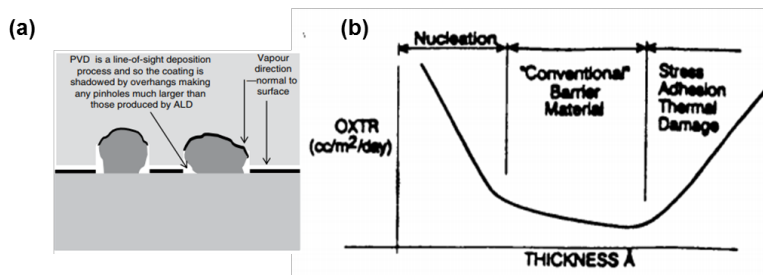 (a)
PVD is a line-of-sight deposition
process and so the coating is
shadowed by overhangs making
any pinholes much larger than
those produced by ALD
Vapour
direction
normal to
surface
(b)
Nucleation
"Conventional"
Barrier
Material
Stress
Adhesion
Thermal
Damage
OXTR
(cc/m²/day)
THICKNESS Å